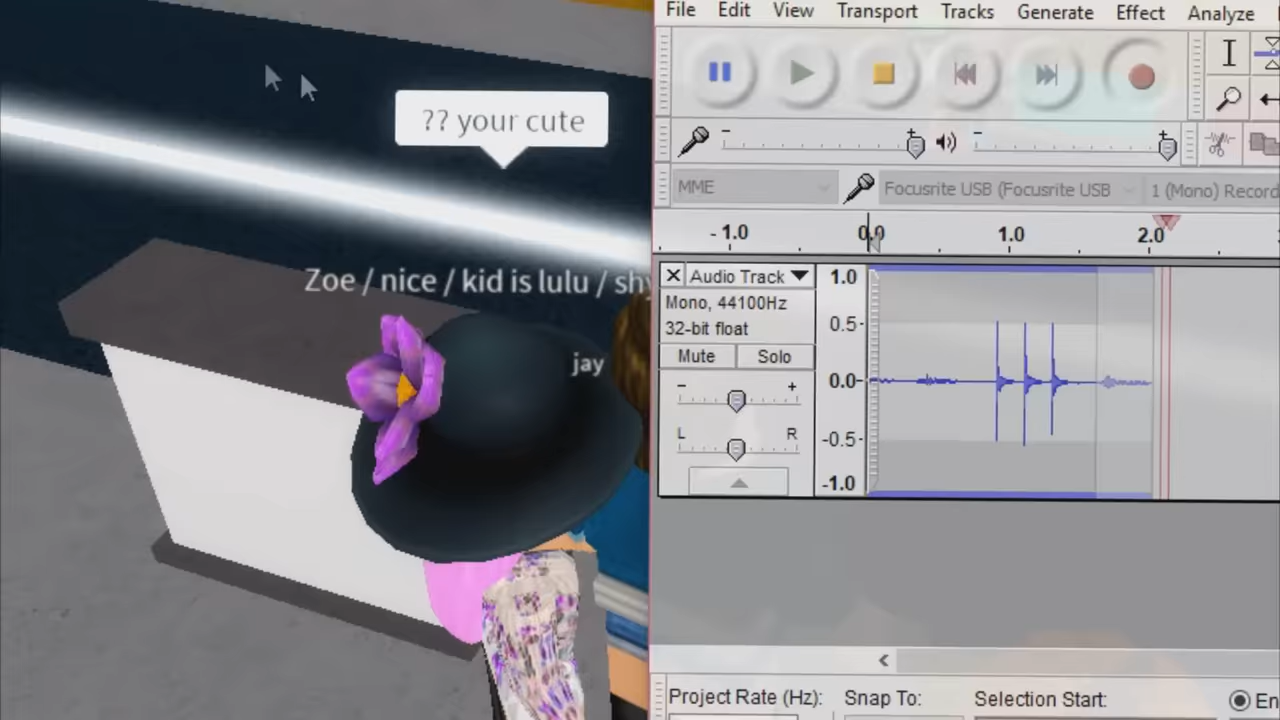 ?? your cute
Zoe / nice / kid is lulu / shy
jay
File Edit View Transport Tracks Generate Effect Analyze
MME Focusrite USB (Focusrite USB 1 (Mono) Record
-1.0 0.0 1.0 2.0
Audio Track
Mono, 44100Hz
32-bit float
Mute Solo
- +
L R
1.0
0.5
0.0
-0.5
-1.0
Project Rate (Hz): Snap To: Selection Start: